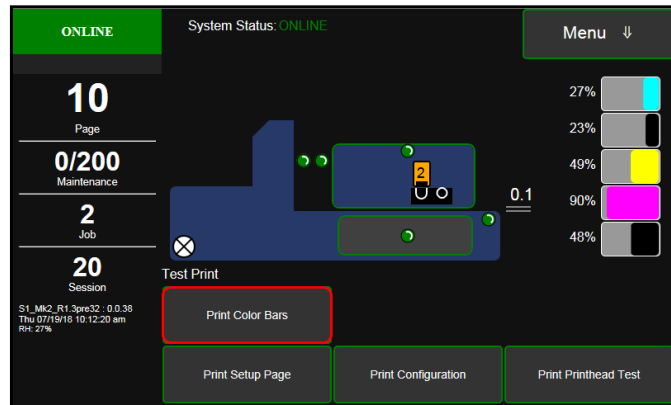 ONLINE
System Status: ONLINE
Menu ⇓
10
Page
0/200
Maintenance
2
Job
20
Session
S1_Mk2_R1.3pre32 : 0.0.38
Thu 07/19/18 10:12:20 am
RH: 27%
2
0.1
27%
23%
49%
90%
48%
Test Print
Print Color Bars
Print Setup Page
Print Configuration
Print Printhead Test